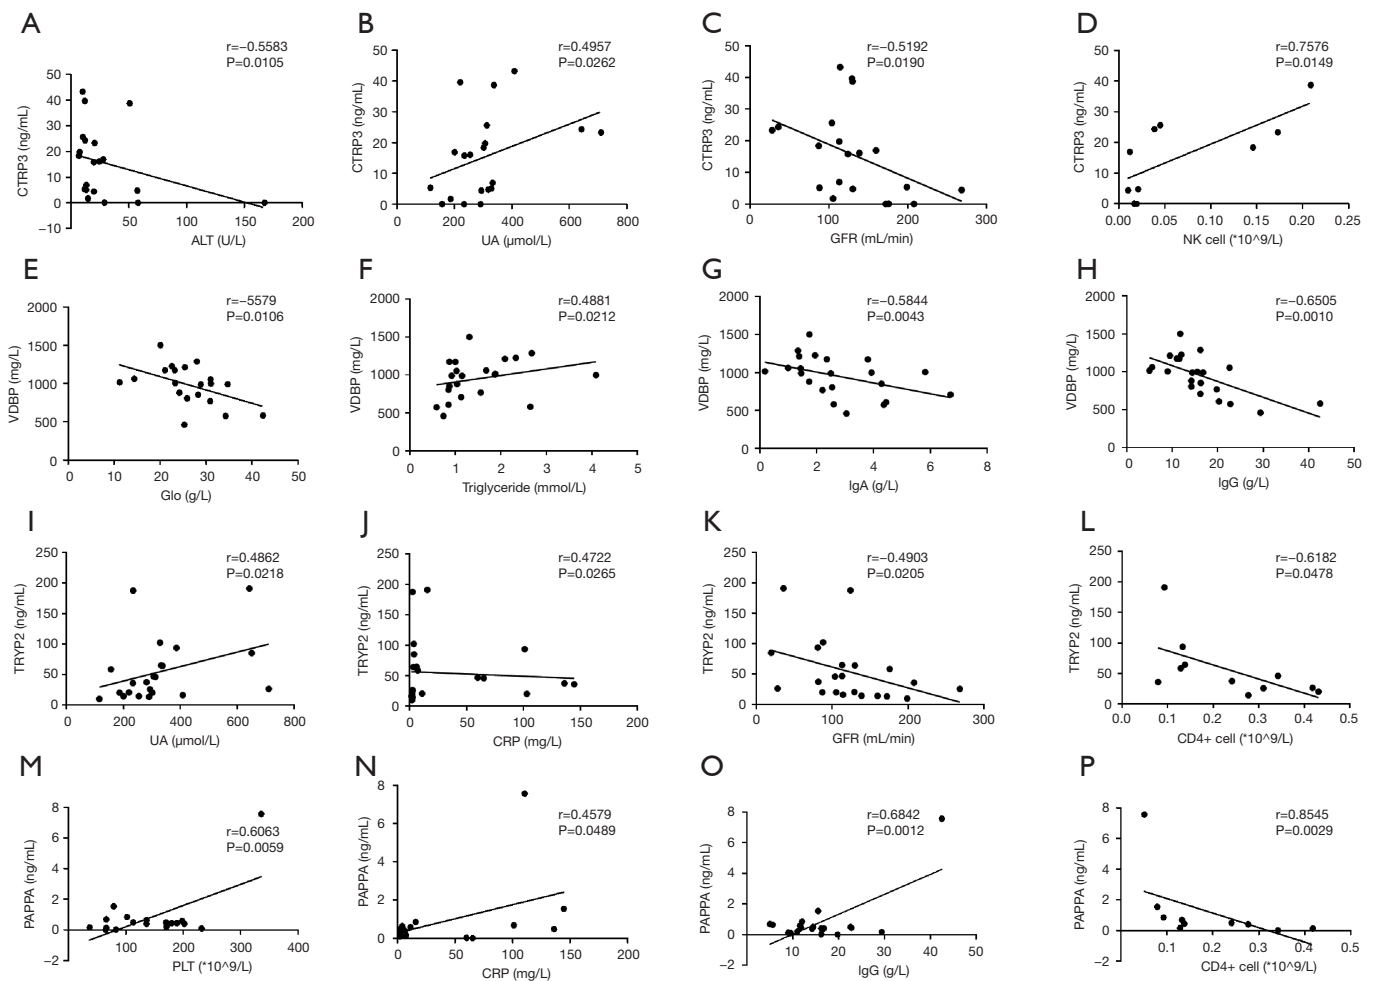 A
r=−0.5583
P=0.0105
CTRP3 (ng/mL)
50
40
30
20
10
0
−10
50
100
150
200
ALT (U/L)
B
r=0.4957
P=0.0262
CTRP3 (ng/mL)
50
40
30
20
10
0
0
200
400
600
800
UA (µmol/L)
C
r=−0.5192
P=0.0190
CTRP3 (ng/mL)
50
40
30
20
10
0
0
100
200
300
GFR (mL/min)
D
r=0.7576
P=0.0149
CTRP3 (ng/mL)
50
40
30
20
10
0
0.00
0.05
0.10
0.15
0.20
0.25
NK cell (*10^9/L)
E
r=−5579
P=0.0106
VDBP (mg/L)
2000
1500
1000
500
0
0
10
20
30
40
50
Glo (g/L)
F
r=0.4881
P=0.0212
VDBP (mg/L)
2000
1500
1000
500
0
0
1
2
3
4
5
Triglyceride (mmol/L)
G
r=−0.5844
P=0.0043
VDBP (mg/L)
2000
1500
1000
500
0
0
2
4
6
8
IgA (g/L)
H
r=−0.6505
P=0.0010
VDBP (mg/L)
2000
1500
1000
500
0
0
10
20
30
40
50
IgG (g/L)
I
r=0.4862
P=0.0218
TRYP2 (ng/mL)
250
200
150
100
50
0
0
200
400
600
800
UA (µmol/L)
J
r=0.4722
P=0.0265
TRYP2 (ng/mL)
250
200
150
100
50
0
0
50
100
150
200
CRP (mg/L)
K
r=−0.4903
P=0.0205
TRYP2 (ng/mL)
250
200
150
100
50
0
0
100
200
300
GFR (mL/min)
L
r=−0.6182
P=0.0478
TRYP2 (ng/mL)
250
200
150
100
50
0
0.0
0.1
0.2
0.3
0.4
0.5
CD4+ cell (*10^9/L)
M
r=0.6063
P=0.0059
PAPPA (ng/mL)
8
6
4
2
0
−2
100
200
300
400
PLT (*10^9/L)
N
r=0.4579
P=0.0489
PAPPA (ng/mL)
8
6
4
2
0
0
50
100
150
200
CRP (mg/L)
O
r=0.6842
P=0.0012
PAPPA (ng/mL)
8
6
4
2
0
−2
10
20
30
40
50
IgG (g/L)
P
r=0.8545
P=0.0029
PAPPA (ng/mL)
8
6
4
2
0
−2
0.1
0.2
0.3
0.4
0.5
CD4+ cell (*10^9/L)